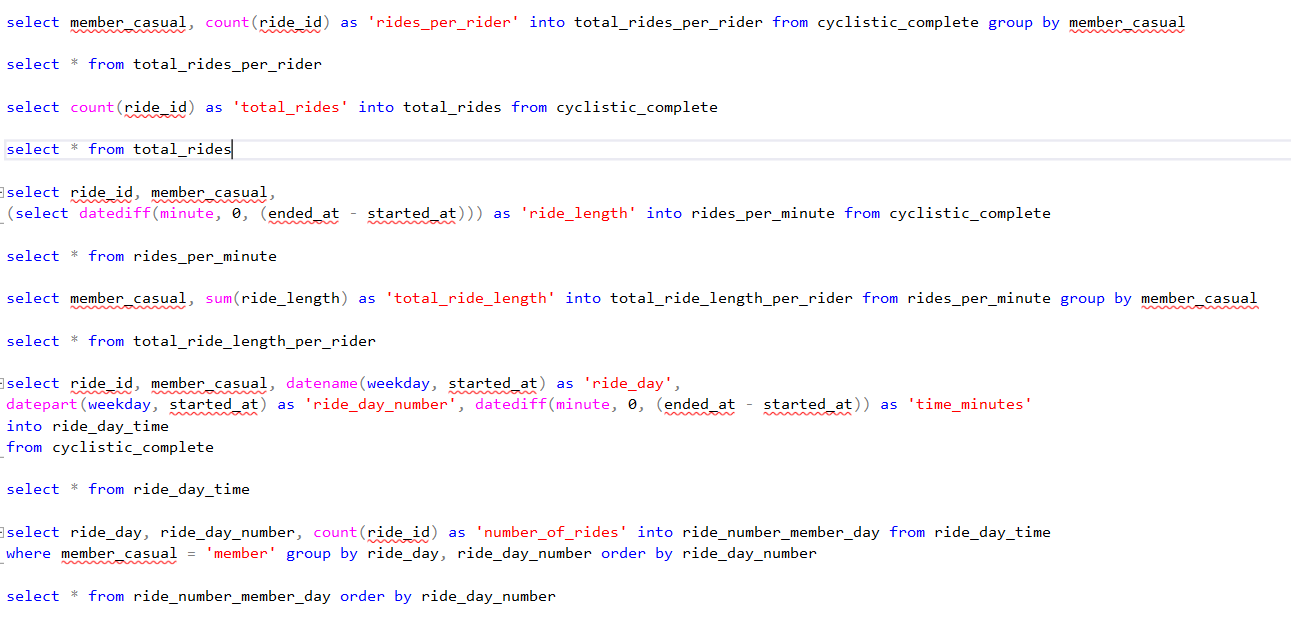 select member_casual, count(ride_id) as 'rides_per_rider' into total_rides_per_rider from cyclistic_complete group by member_casual
select * from total_rides_per_rider
select count(ride_id) as 'total_rides' into total_rides from cyclistic_complete
select * from total_rides
select ride_id, member_casual,
(select datediff(minute, 0, (ended_at - started_at))) as 'ride_length' into rides_per_minute from cyclistic_complete
select * from rides_per_minute
select member_casual, sum(ride_length) as 'total_ride_length' into total_ride_length_per_rider from rides_per_minute group by member_casual
select * from total_ride_length_per_rider
select ride_id, member_casual, datename(weekday, started_at) as 'ride_day',
datepart(weekday, started_at) as 'ride_day_number', datediff(minute, 0, (ended_at - started_at)) as 'time_minutes'
into ride_day_time
from cyclistic_complete
select * from ride_day_time
select ride_day, ride_day_number, count(ride_id) as 'number_of_rides' into ride_number_member_day from ride_day_time
where member_casual = 'member' group by ride_day, ride_day_number order by ride_day_number
select * from ride_number_member_day order by ride_day_number